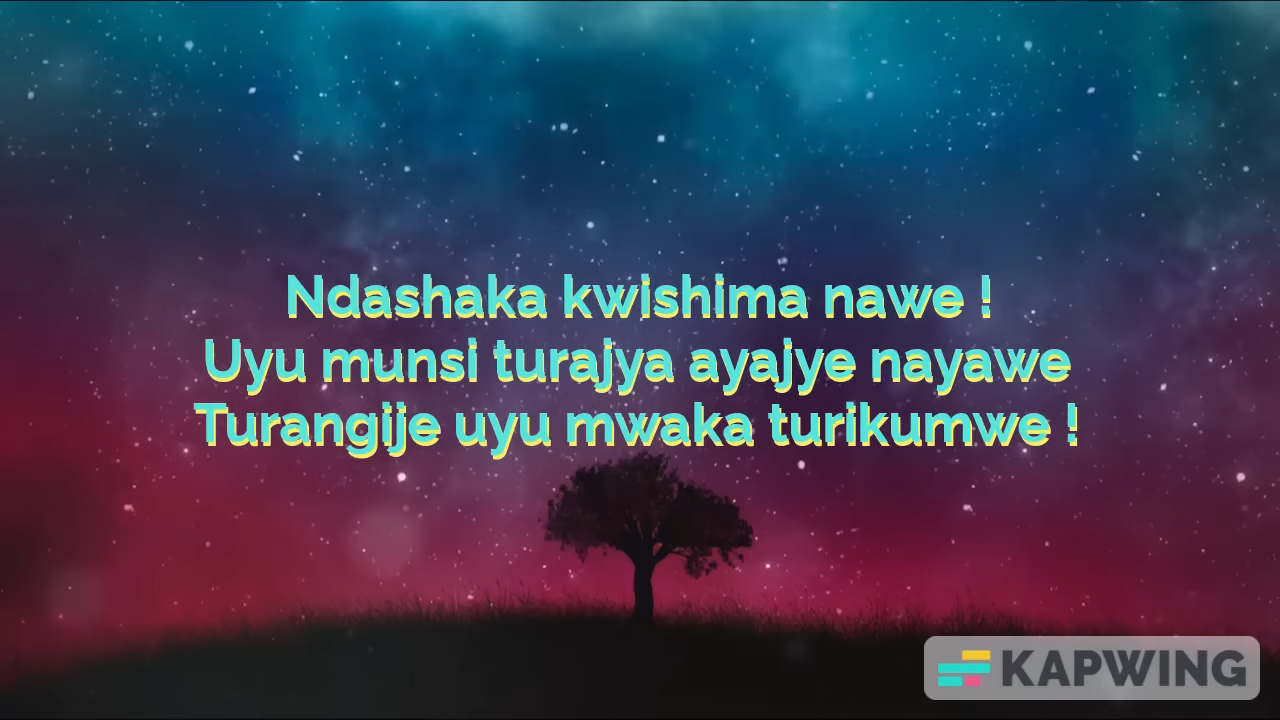 Ndashaka kwishima nawe !
Uyu munsi turajya ayajye nayawe
Turangije uyu mwaka turikumwe !
KAPWING